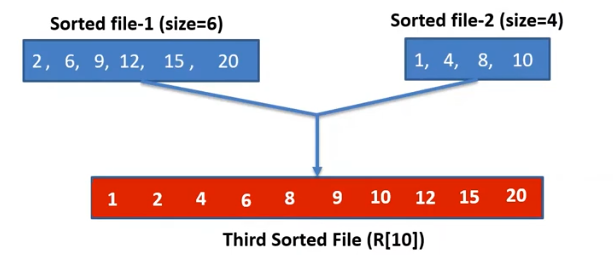 Sorted file-1 (size=6)
Sorted file-2 (size=4)
2, 6, 9, 12, 15, 20
1, 4, 8, 10
1 2 4 6 8 9 10 12 15 20
Third Sorted File (R[10])